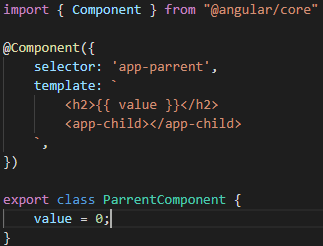 import { Component } from "@angular/core"
@Component({
selector: 'app-parrent',
template: `
<h2>{{ value }}</h2>
<app-child></app-child>
`,
})
export class ParrentComponent {
value = 0;
}